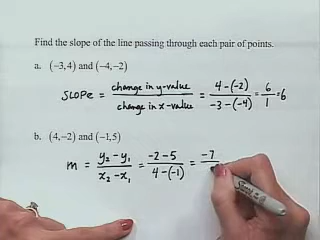 Find the slope of the line passing through each pair of points.
a. (−3, 4) and (−4, −2)
SLOPE = change in y-value / change in x-value = 4 − (−2) / −3 − (−4) = 6 / 1 = 6
b. (4, −2) and (−1, 5)
m = y₂ − y₁ / x₂ − x₁ = −2 − 5 / 4 − (−1) = −7 /